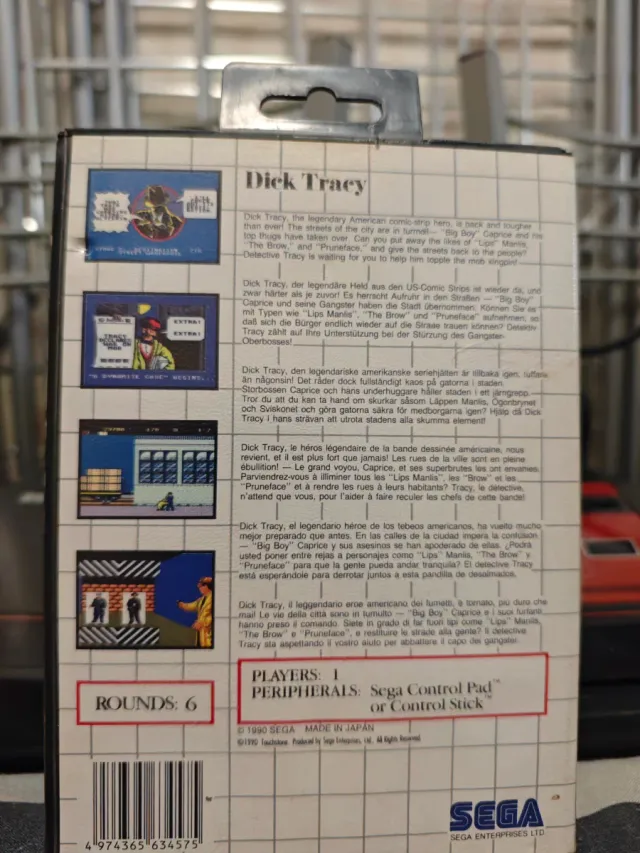 Dick Tracy
Dick Tracy, the legendary American comic-strip hero, is back and tougher
than ever! The streets of the city are in turmoil— "Big Boy" Caprice and his
top thugs have taken over. Can you put away the likes of "Lips" Manlis,
"The Brow," and "Pruneface," and give the streets back to the people?
Detective Tracy is waiting for you to help him topple the mob kingpin!
Dick Tracy, der legendäre Held aus den US-Comic Strips ist wieder da, und
zwar härter als je zuvor! Es herrscht Aufruhr in den Straßen — "Big Boy"
Caprice und seine Gangster haben die Stadt übernommen. Können Sie es
mit Typen wie "Lips Manlis", "The Brow" und "Pruneface" aufnehmen, so
daß sich die Bürger endlich wieder auf die Strasse trauen können? Detektiv
Tracy zählt auf Ihre Unterstützung bei der Stürzung des Gangster-
Oberbosses!
Dick Tracy, den legendariske amerikanske seriehjälten är tillbaka igen, tuffare
än någonsin! Det råder dock fullständigt kaos på gatorna i staden.
Storbossen Caprice och hans underhuggare håller staden i ett järngrepp.
Tror du att du kan ta hand om skurkar såsom Läppen Manlis, Ögonbrynet
och Sviskonet och göra gatorna säkra för medborgarna igen? Hjälp då Dick
Tracy i hans strävan att utrota stadens alla skumma element!
Dick Tracy, le héros légendaire de la bande dessinée américaine, nous
revient, et il est plus fort que jamais! Les rues de la ville sont en pleine
ébullition! — Le grand voyou, Caprice, et ses superbrutes les ont envahies.
Parviendrez-vous à illiminer tous les "Lips Manlis", les "Brow" et les
"Pruneface" et à rendre les rues à leurs habitants? Tracy, le détective,
n'attend que vous, pour l'aider à faire reculer les chefs de cette bande!
Dick Tracy, el legendario héroe de los tebeos americanos, ha vuelto mucho
mejor preparado que antes. En las calles de la ciudad impera la confusion
— "Big Boy" Caprice y sus asesinos se han apoderado de ellas. ¿Podrá
usted poner entre rejas a personajes como "Lips" Manlis, "The Brow" y
"Pruneface" para que la gente pueda andar tranquila? El detective Tracy
está esperándole para derrotar juntos a esta pandilla de desalmados.
Dick Tracy, il leggendario eroe americano dei fumetti, è tornato, più duro che
mai! Le vie della città sono in tumulto — "Big Boy" Caprice e i suoi furfanti
hanno preso il comando. Siete in grado di far fuori tipi come "Lips" Manlis,
"The Brow" e "Pruneface", e restituire le strade alla gente? Il detective
Tracy sta aspettando il vostro aiuto per abbattere il capo dei gangster.
EXTRA!
EXTRA!
ROUNDS: 6
PLAYERS: 1
PERIPHERALS: Sega Control Pad™
or Control Stick™
© 1990 SEGA MADE IN JAPAN
©1990 Touchstone. Produced by Sega Enterprises, Ltd. All Rights Reserved.
4 974365 634575
SEGA
SEGA ENTERPRISES LTD.